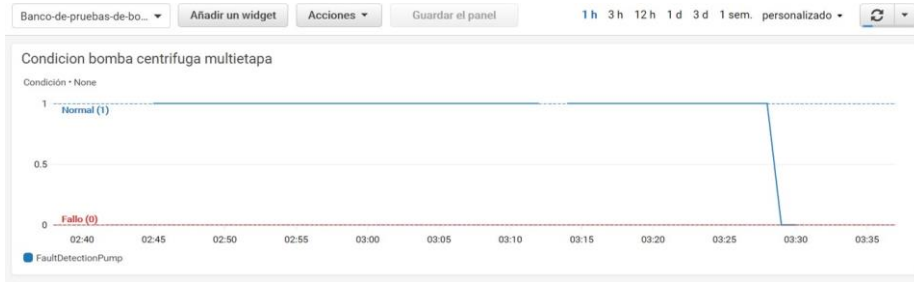 Banco-de-pruebas-de-bo... Añadir un widget Acciones Guardar el panel 1 h 3 h 12 h 1 d 3 d 1 sem. personalizado
Condicion bomba centrifuga multietapa
Condición • None
1
Normal (1)
0.5
Fallo (0)
0
02:40 02:45 02:50 02:55 03:00 03:05 03:10 03:15 03:20 03:25 03:30 03:35
FaultDetectionPump